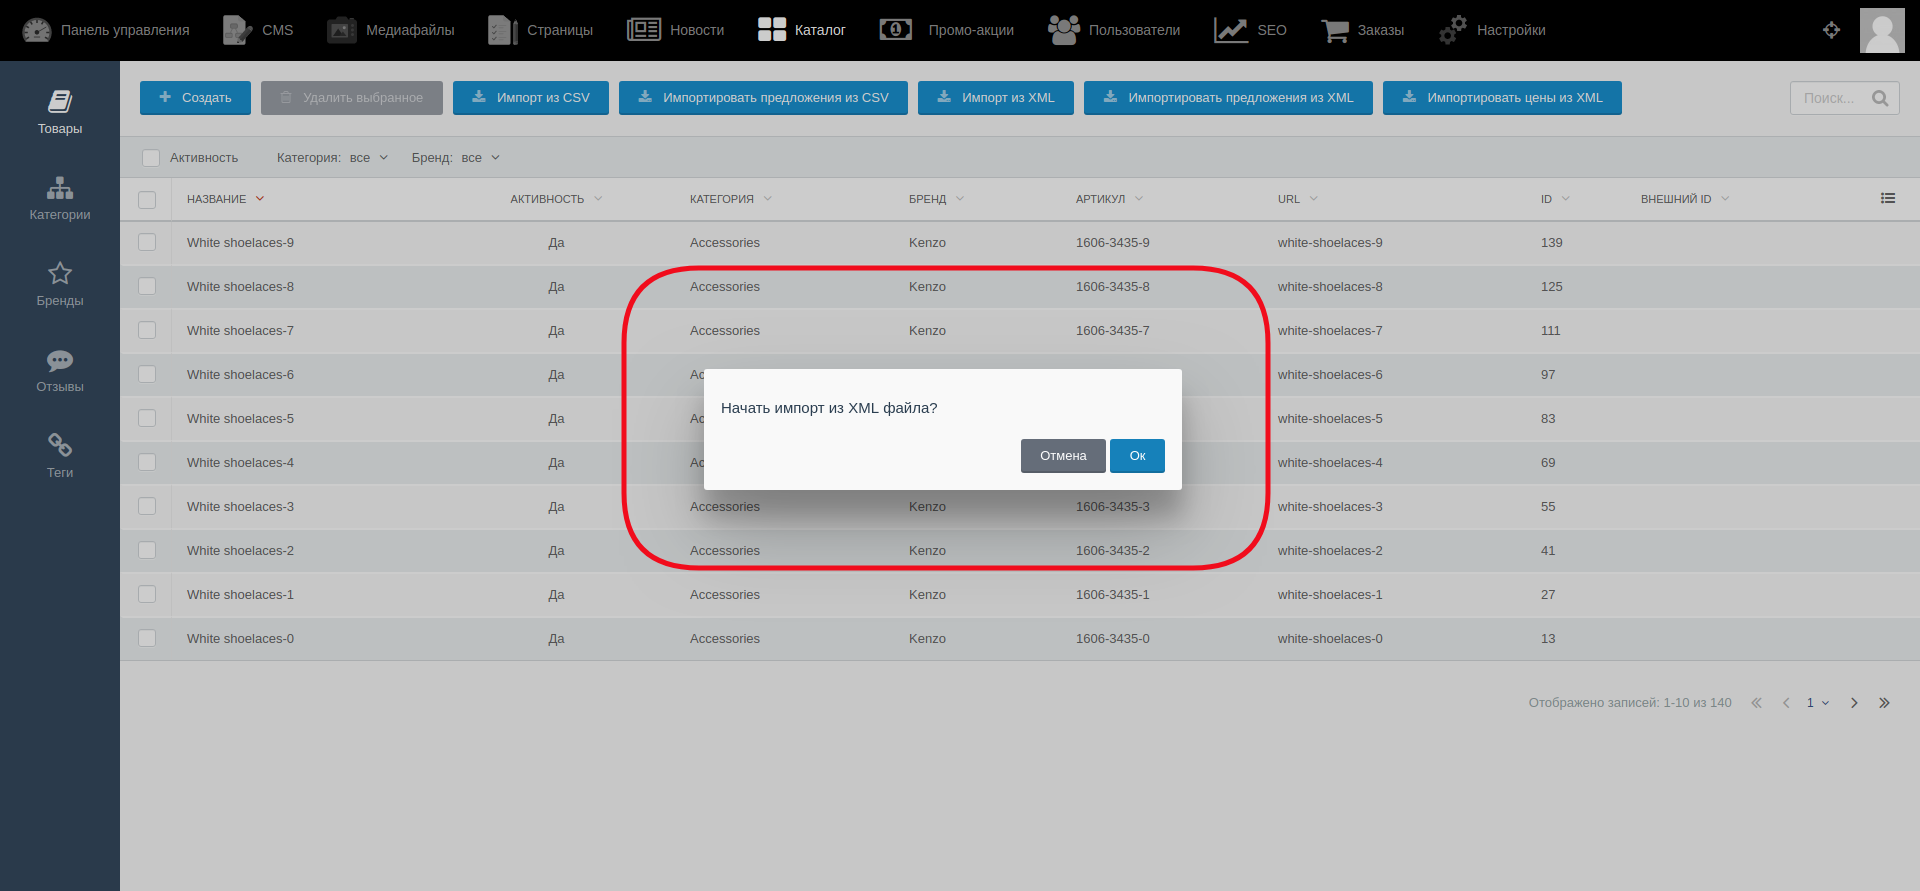 Панель управления CMS Медиафайлы Страницы Новости Каталог Промо-акции Пользователи SEO Заказы Настройки
Товары
Категории
Бренды
Отзывы
Теги
Создать Удалить выбранное Импорт из CSV Импортировать предложения из CSV Импорт из XML Импортировать предложения из XML Импортировать цены из XML Поиск...
Активность Категория: все Бренд: все
НАЗВАНИЕ АКТИВНОСТЬ КАТЕГОРИЯ БРЕНД АРТИКУЛ URL ID ВНЕШНИЙ ID
White shoelaces-9 Да Accessories Kenzo 1606-3435-9 white-shoelaces-9 139
White shoelaces-8 Да Accessories Kenzo 1606-3435-8 white-shoelaces-8 125
White shoelaces-7 Да Accessories Kenzo 1606-3435-7 white-shoelaces-7 111
White shoelaces-6 Да Ac white-shoelaces-6 97
White shoelaces-5 Да Ac white-shoelaces-5 83
White shoelaces-4 Да Ac white-shoelaces-4 69
White shoelaces-3 Да Accessories Kenzo 1606-3435-3 white-shoelaces-3 55
White shoelaces-2 Да Accessories Kenzo 1606-3435-2 white-shoelaces-2 41
White shoelaces-1 Да Accessories Kenzo 1606-3435-1 white-shoelaces-1 27
White shoelaces-0 Да Accessories Kenzo 1606-3435-0 white-shoelaces-0 13
Начать импорт из XML файла?
Отмена Ок
Отображено записей: 1-10 из 140 1